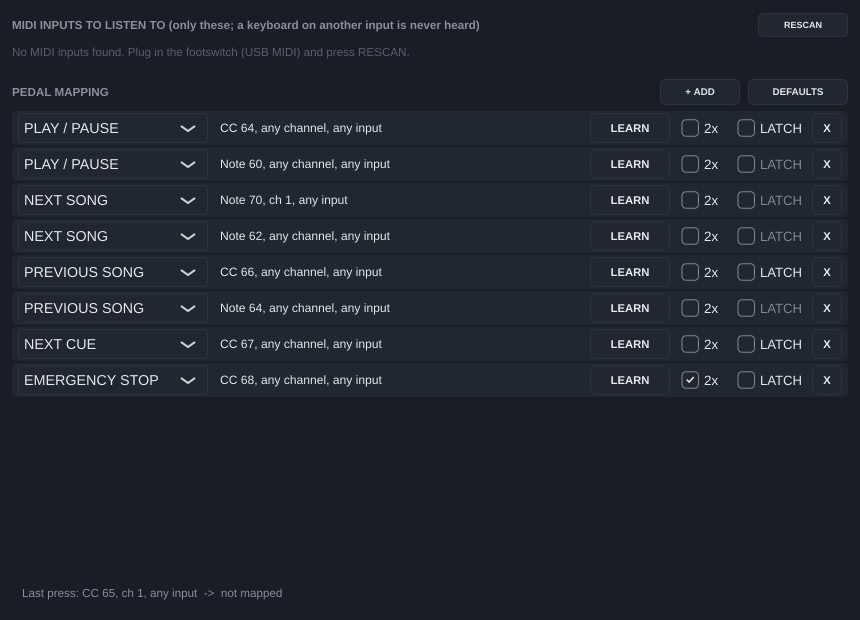 MIDI INPUTS TO LISTEN TO (only these; a keyboard on another input is never heard) RESCAN
No MIDI inputs found. Plug in the footswitch (USB MIDI) and press RESCAN.
PEDAL MAPPING + ADD DEFAULTS
PLAY / PAUSE CC 64, any channel, any input LEARN 2x LATCH X
PLAY / PAUSE Note 60, any channel, any input LEARN 2x LATCH X
NEXT SONG Note 70, ch 1, any input LEARN 2x LATCH X
NEXT SONG Note 62, any channel, any input LEARN 2x LATCH X
PREVIOUS SONG CC 66, any channel, any input LEARN 2x LATCH X
PREVIOUS SONG Note 64, any channel, any input LEARN 2x LATCH X
NEXT CUE CC 67, any channel, any input LEARN 2x LATCH X
EMERGENCY STOP CC 68, any channel, any input LEARN 2x LATCH X
Last press: CC 65, ch 1, any input -> not mapped